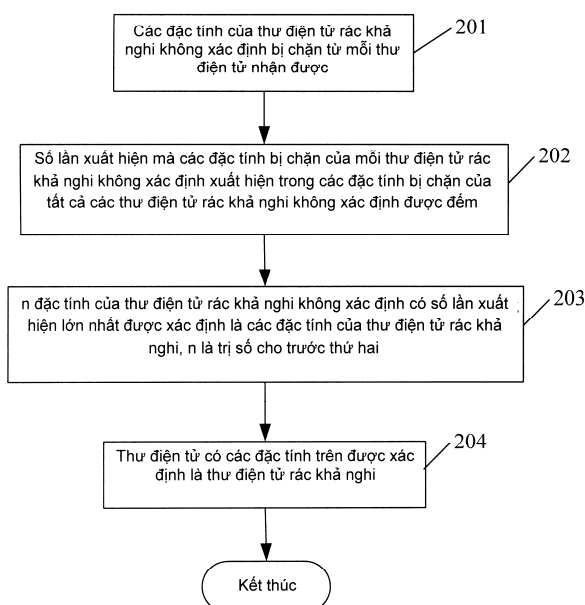 Các đặc tính của thư điện tử rác khả
nghi không xác định bị chặn từ mỗi thư
điện tử nhận được
201
Số lần xuất hiện mà các đặc tính bị chặn của mỗi thư điện tử rác
khả nghi không xác định xuất hiện trong các đặc tính bị chặn của
tất cả các thư điện tử rác khả nghi không xác định được đếm
202
n đặc tính của thư điện tử rác khả nghi không xác định có số lần xuất
hiện lớn nhất được xác định là các đặc tính của thư điện tử rác khả
nghi, n là trị số cho trước thứ hai
203
Thư điện tử có các đặc tính trên được xác
định là thư điện tử rác khả nghi
204
Kết thúc